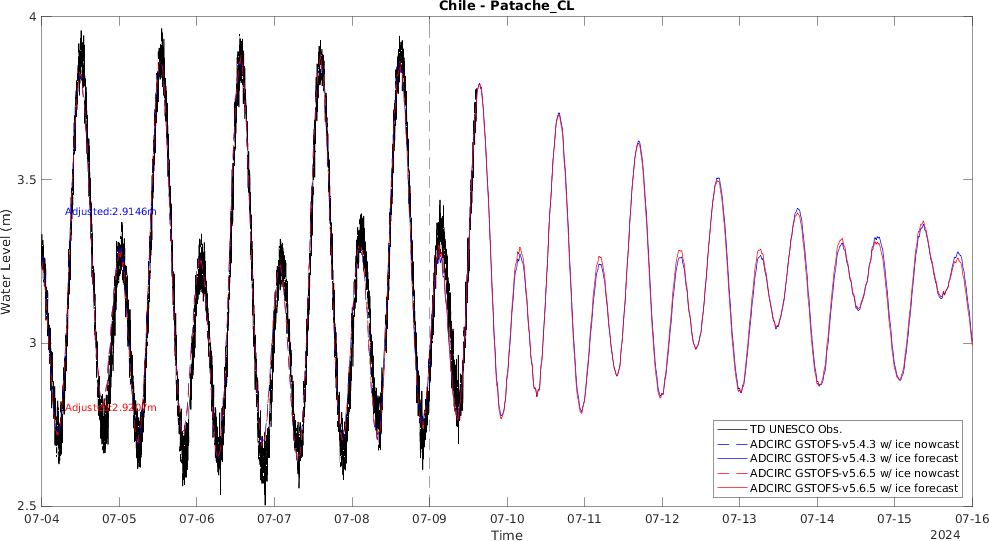 Chile - Patache_CL
4
3.5
3
2.5
Water Level (m)
Adjusted:2.9146m
Adjusted:2.9207m
TD UNESCO Obs.
ADCIRC GSTOFS-v5.4.3 w/ ice nowcast
ADCIRC GSTOFS-v5.4.3 w/ ice forecast
ADCIRC GSTOFS-v5.6.5 w/ ice nowcast
ADCIRC GSTOFS-v5.6.5 w/ ice forecast
07-04 07-05 07-06 07-07 07-08 07-09 07-10 07-11 07-12 07-13 07-14 07-15 07-16
Time
2024